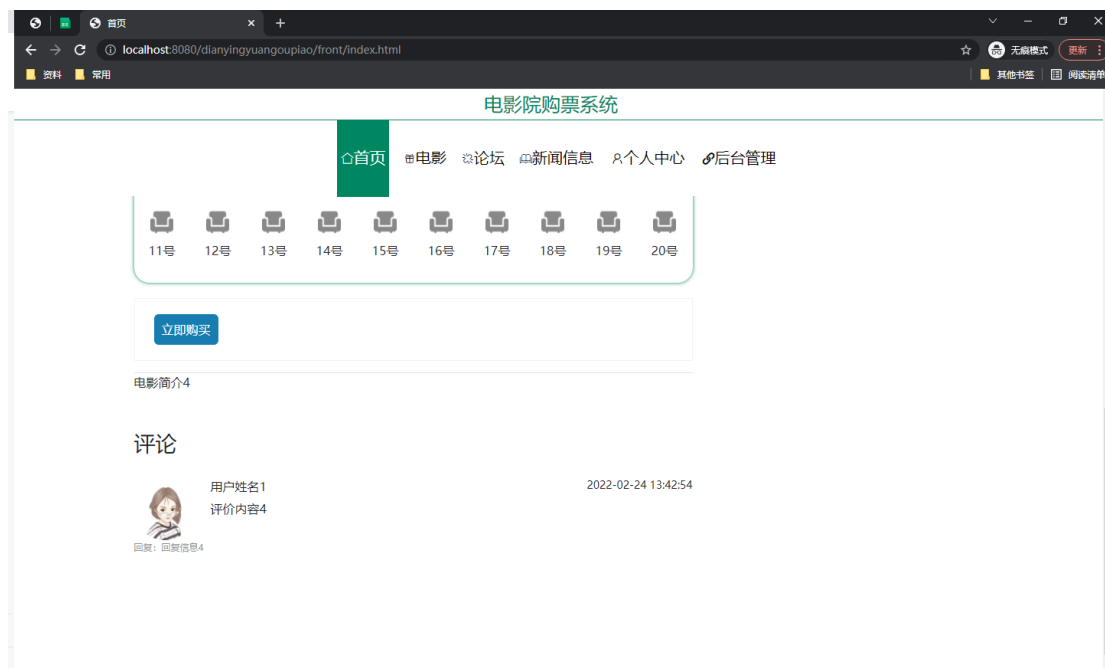 首页
localhost:8080/dianyingyuangoupiao/front/index.html
无痕模式 更新
资料 常用 其他书签 阅读清单
电影院购票系统
首页 电影 论坛 新闻信息 个人中心 后台管理
11号 12号 13号 14号 15号 16号 17号 18号 19号 20号
立即购买
电影简介4
评论
用户姓名1 2022-02-24 13:42:54
评价内容4
回复：回复信息4